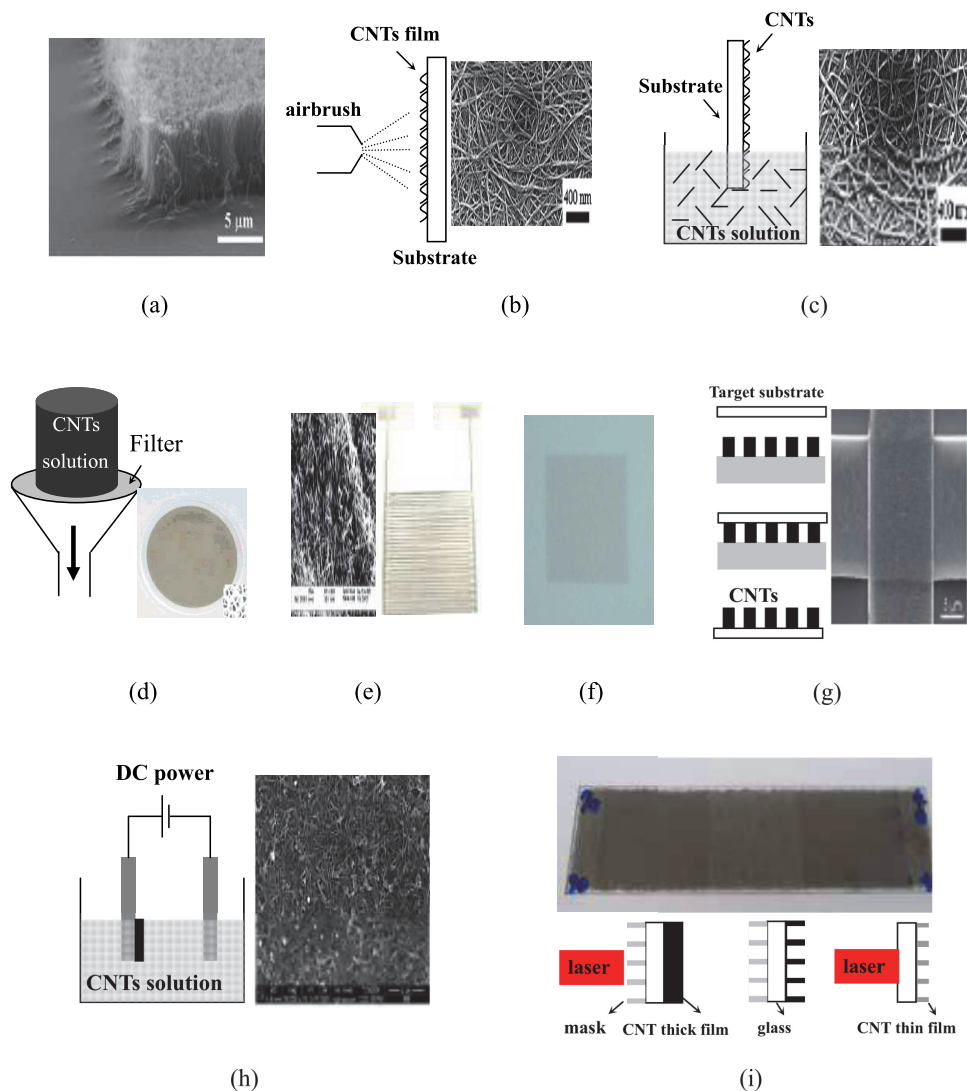 CNTs film
airbrush
Substrate
400 nm
5 μm
(a)
(b)
CNTs
Substrate
CNTs solution
(c)
CNTs
solution
Filter
(d)
(e)
(f)
Target substrate
CNTs
(g)
DC power
CNTs solution
(h)
laser
mask
CNT thick film
glass
laser
CNT thin film
(i)